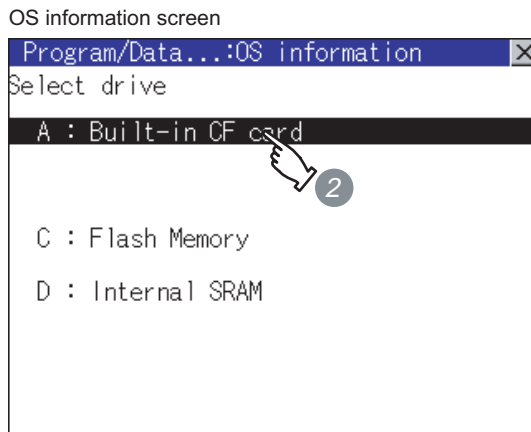 OS information screen
Program/Data...:OS information
Select drive
A : Built-in CF card
2
C : Flash Memory
D : Internal SRAM